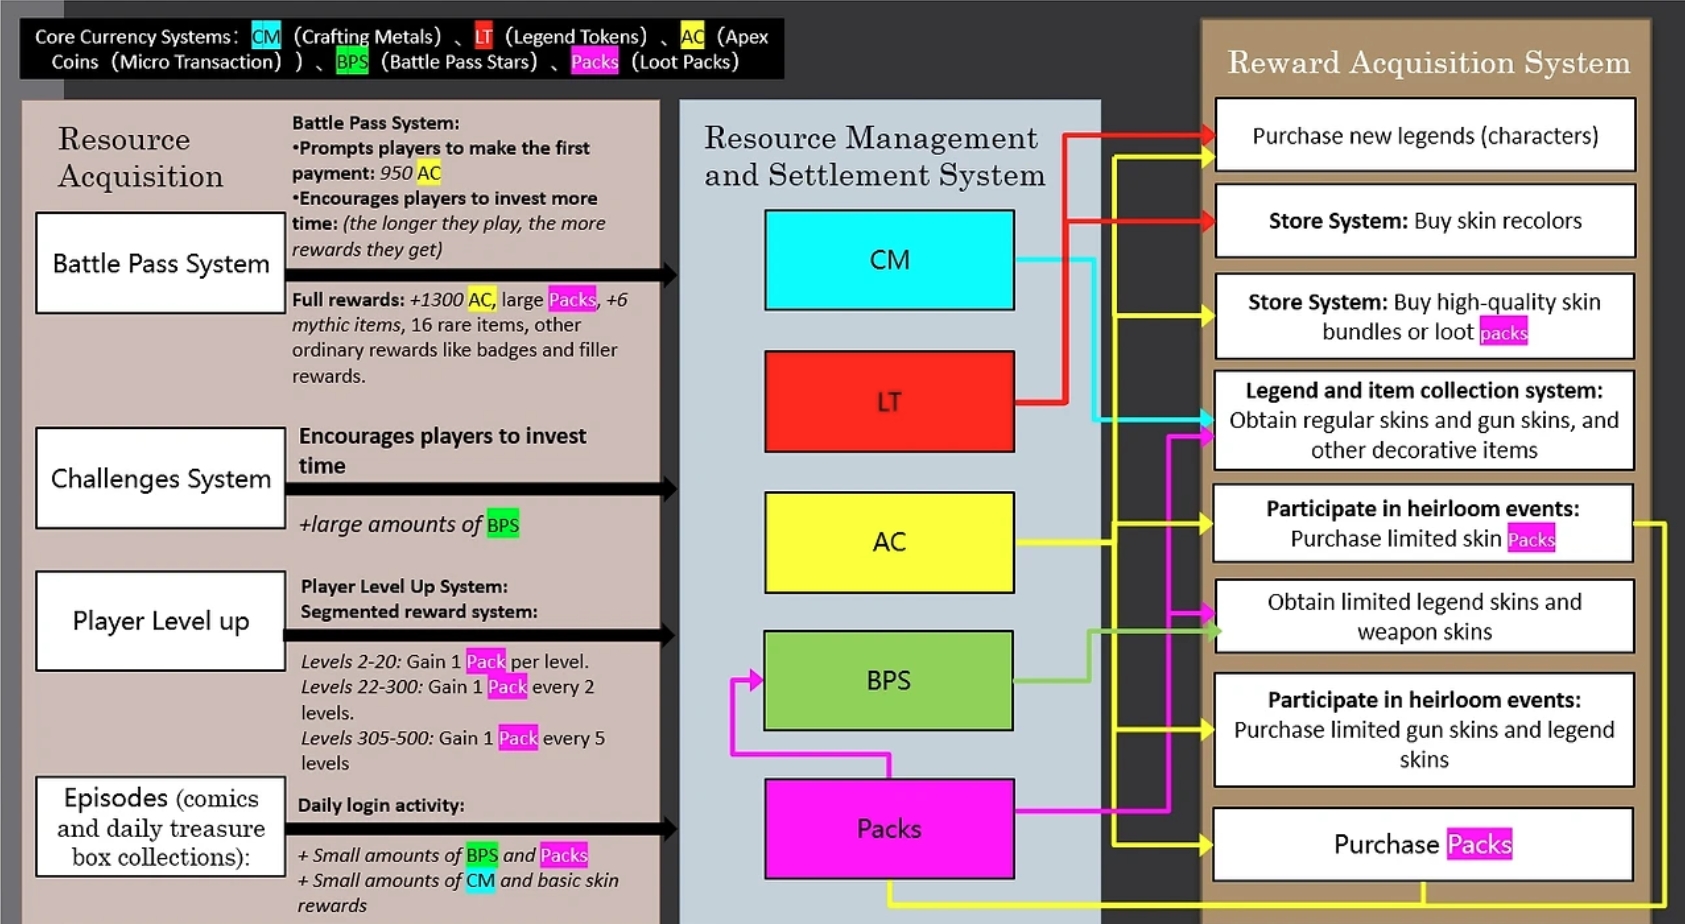 Core Currency Systems： CM （Crafting Metals） 、 LT （Legend Tokens） 、 AC （Apex
Coins（Micro Transaction) ）、BPS（Battle Pass Stars）、Packs（Loot Packs）
Resource
Acquisition
Battle Pass System:
•Prompts players to make the first
payment: 950 AC
•Encourages players to invest more
time: (the longer they play, the more
rewards they get)
Battle Pass System
Full rewards: +1300 AC, large Packs, +6
mythic items, 16 rare items, other
ordinary rewards like badges and filler
rewards.
Challenges System
Encourages players to invest
time
+large amounts of BPS
Player Level up
Player Level Up System:
Segmented reward system:
Levels 2-20: Gain 1 Pack per level.
Levels 22-300: Gain 1 Pack every 2
levels.
Levels 305-500: Gain 1 Pack every 5
levels
Episodes (comics
and daily treasure
box collections):
Daily login activity:
+ Small amounts of BPS and Packs
+ Small amounts of CM and basic skin
rewards
Resource Management
and Settlement System
CM
LT
AC
BPS
Packs
Reward Acquisition System
Purchase new legends (characters)
Store System: Buy skin recolors
Store System: Buy high-quality skin
bundles or loot packs
Legend and item collection system:
Obtain regular skins and gun skins, and
other decorative items
Participate in heirloom events:
Purchase limited skin Packs
Obtain limited legend skins and
weapon skins
Participate in heirloom events:
Purchase limited gun skins and legend
skins
Purchase Packs